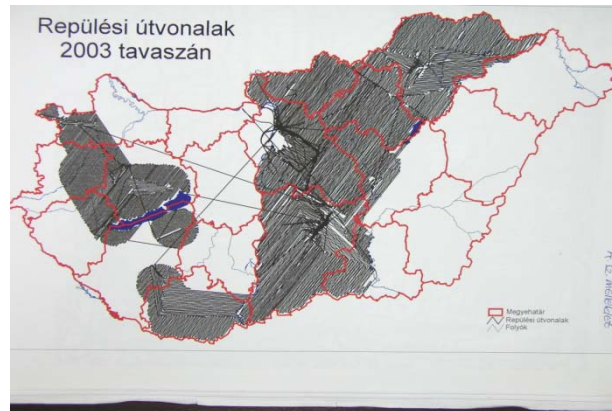 Repülési útvonalak
2003 tavaszán
Megyehatár
Repülési útvonalak
Folyók